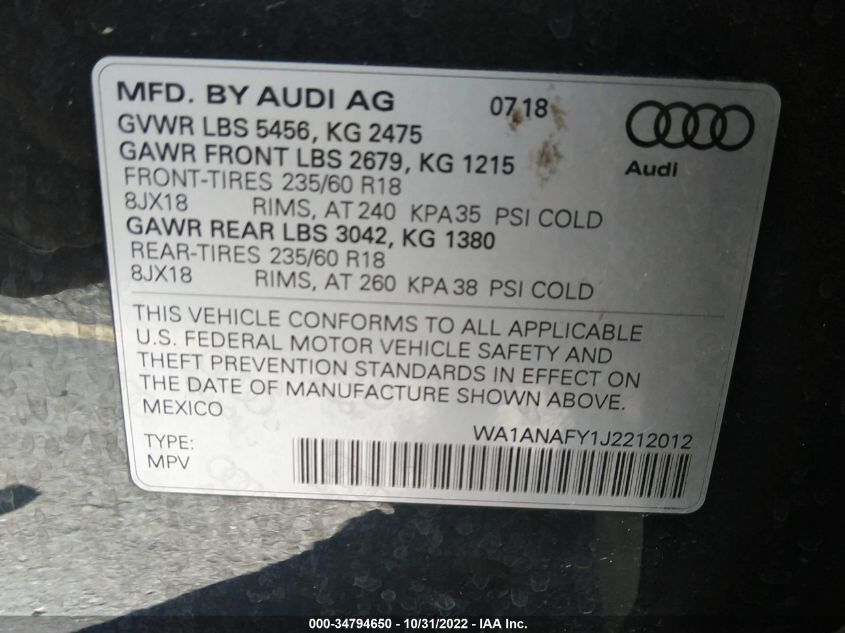 MFD. BY AUDI AG 07.18
GVWR LBS 5456, KG 2475
GAWR FRONT LBS 2679, KG 1215
Audi
FRONT-TIRES 235/60 R18
8JX18 RIMS, AT 240 KPA 35 PSI COLD
GAWR REAR LBS 3042, KG 1380
REAR-TIRES 235/60 R18
8JX18 RIMS, AT 260 KPA 38 PSI COLD
THIS VEHICLE CONFORMS TO ALL APPLICABLE
U.S. FEDERAL MOTOR VEHICLE SAFETY AND
THEFT PREVENTION STANDARDS IN EFFECT ON
THE DATE OF MANUFACTURE SHOWN ABOVE.
MEXICO
WA1ANAFY1J2212012
TYPE:
MPV
000-34794650 - 10/31/2022 - IAA Inc.